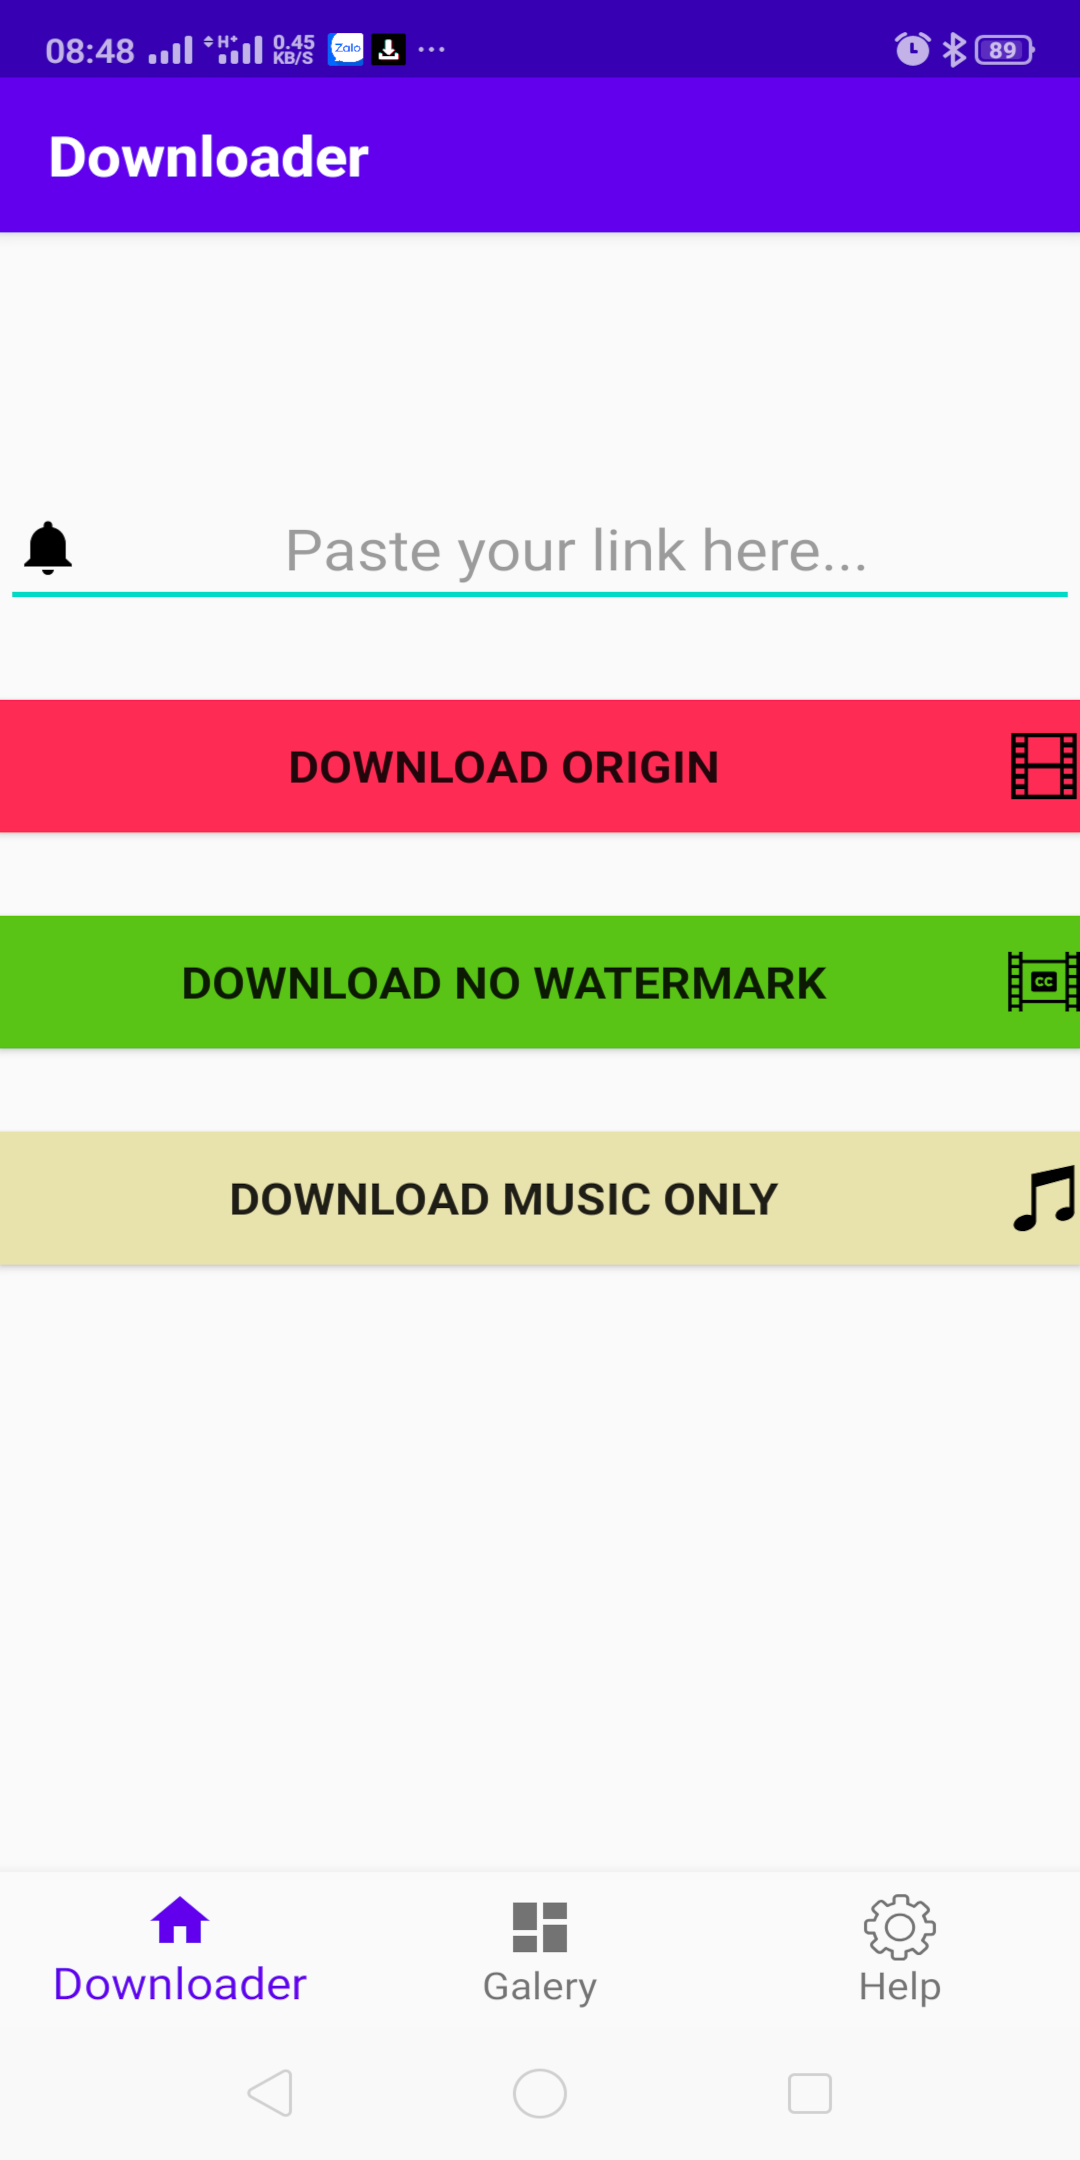 08:48 H+ 0.45 KB/S Zalo ... 89
Downloader
Paste your link here...
DOWNLOAD ORIGIN
DOWNLOAD NO WATERMARK
CC
DOWNLOAD MUSIC ONLY
Downloader Galery Help